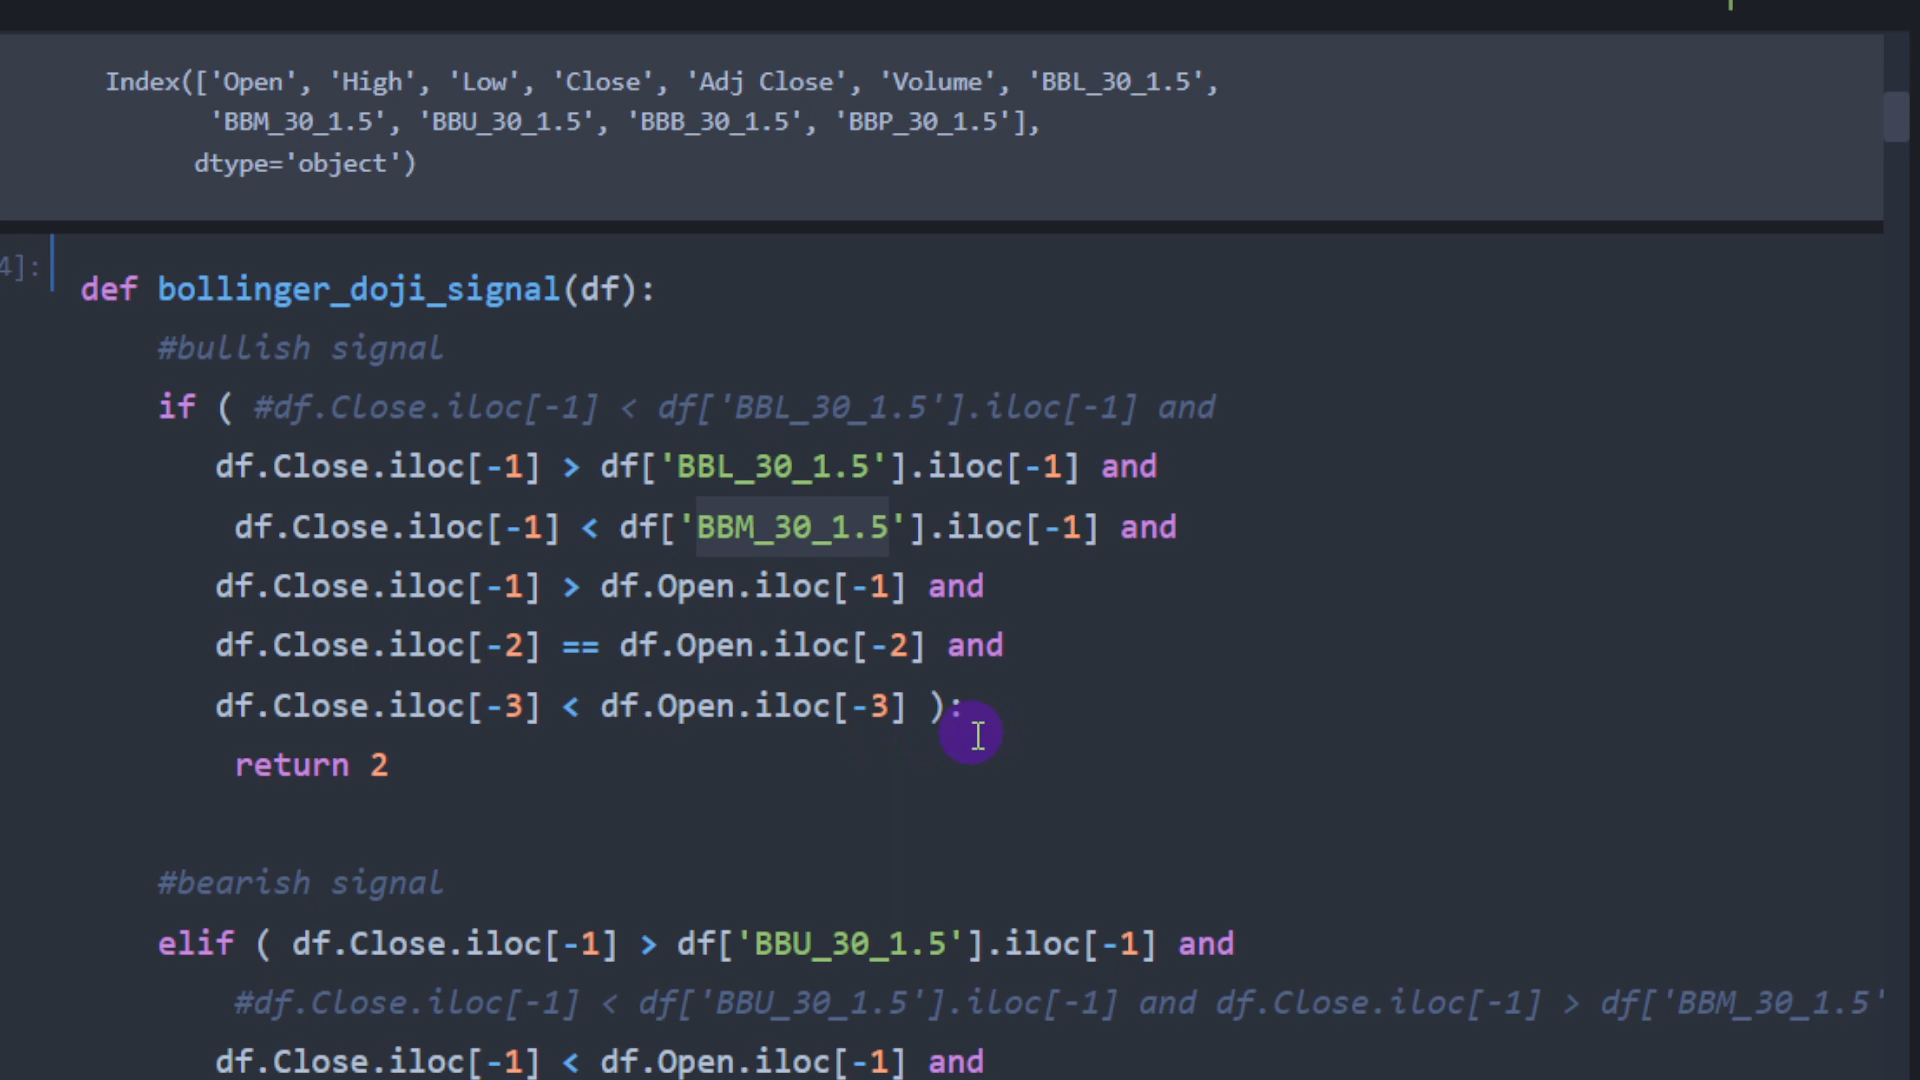 Index(['Open', 'High', 'Low', 'Close', 'Adj Close', 'Volume', 'BBL_30_1.5',
'BBM_30_1.5', 'BBU_30_1.5', 'BBB_30_1.5', 'BBP_30_1.5'],
dtype='object')
4]:
def bollinger_doji_signal(df):
#bullish signal
if ( #df.Close.iloc[-1] < df['BBL_30_1.5'].iloc[-1] and
df.Close.iloc[-1] > df['BBL_30_1.5'].iloc[-1] and
df.Close.iloc[-1] < df['BBM_30_1.5'].iloc[-1] and
df.Close.iloc[-1] > df.Open.iloc[-1] and
df.Close.iloc[-2] == df.Open.iloc[-2] and
df.Close.iloc[-3] < df.Open.iloc[-3] ):
return 2
#bearish signal
elif ( df.Close.iloc[-1] > df['BBU_30_1.5'].iloc[-1] and
#df.Close.iloc[-1] < df['BBU_30_1.5'].iloc[-1] and df.Close.iloc[-1] > df['BBM_30_1.5'
df.Close.iloc[-1] < df.Open.iloc[-1] and